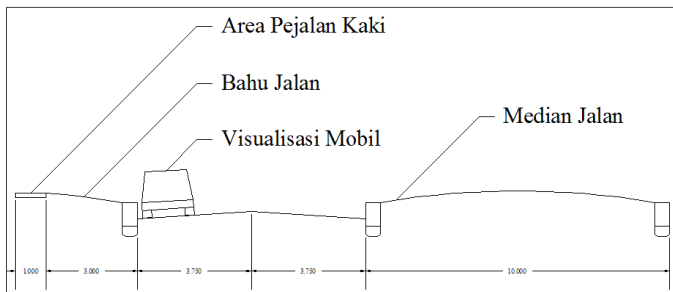 Area Pejalan Kaki
Bahu Jalan
Visualisasi Mobil
Median Jalan
1.000 3.000 3.750 3.750 10.000